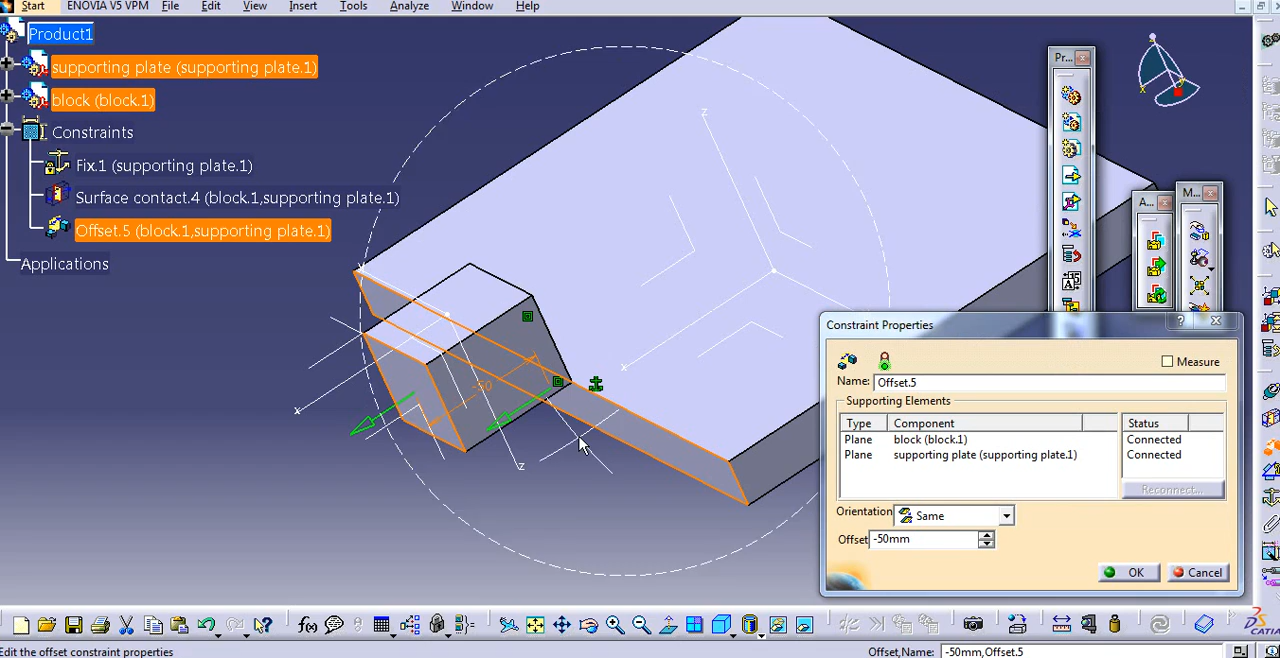 Start
ENOVIA V5 VPM
File
Edit
View
Insert
Tools
Analyze
Window
Help
Product1
supporting plate (supporting plate.1)
block (block.1)
Constraints
Fix.1 (supporting plate.1)
Surface contact.4 (block.1,supporting plate.1)
Offset.5 (block.1,supporting plate.1)
Applications
z
x
-50
x
z
y
Pr...
A...
M...
Constraint Properties
Measure
Name: Offset.5
Supporting Elements
Type Component Status
Plane block (block.1) Connected
Plane supporting plate (supporting plate.1) Connected
Reconnect...
Orientation Same
Offset -50mm
OK Cancel
f(x)
CATIA
Edit the offset constraint properties
Offset,Name: -50mm,Offset.5